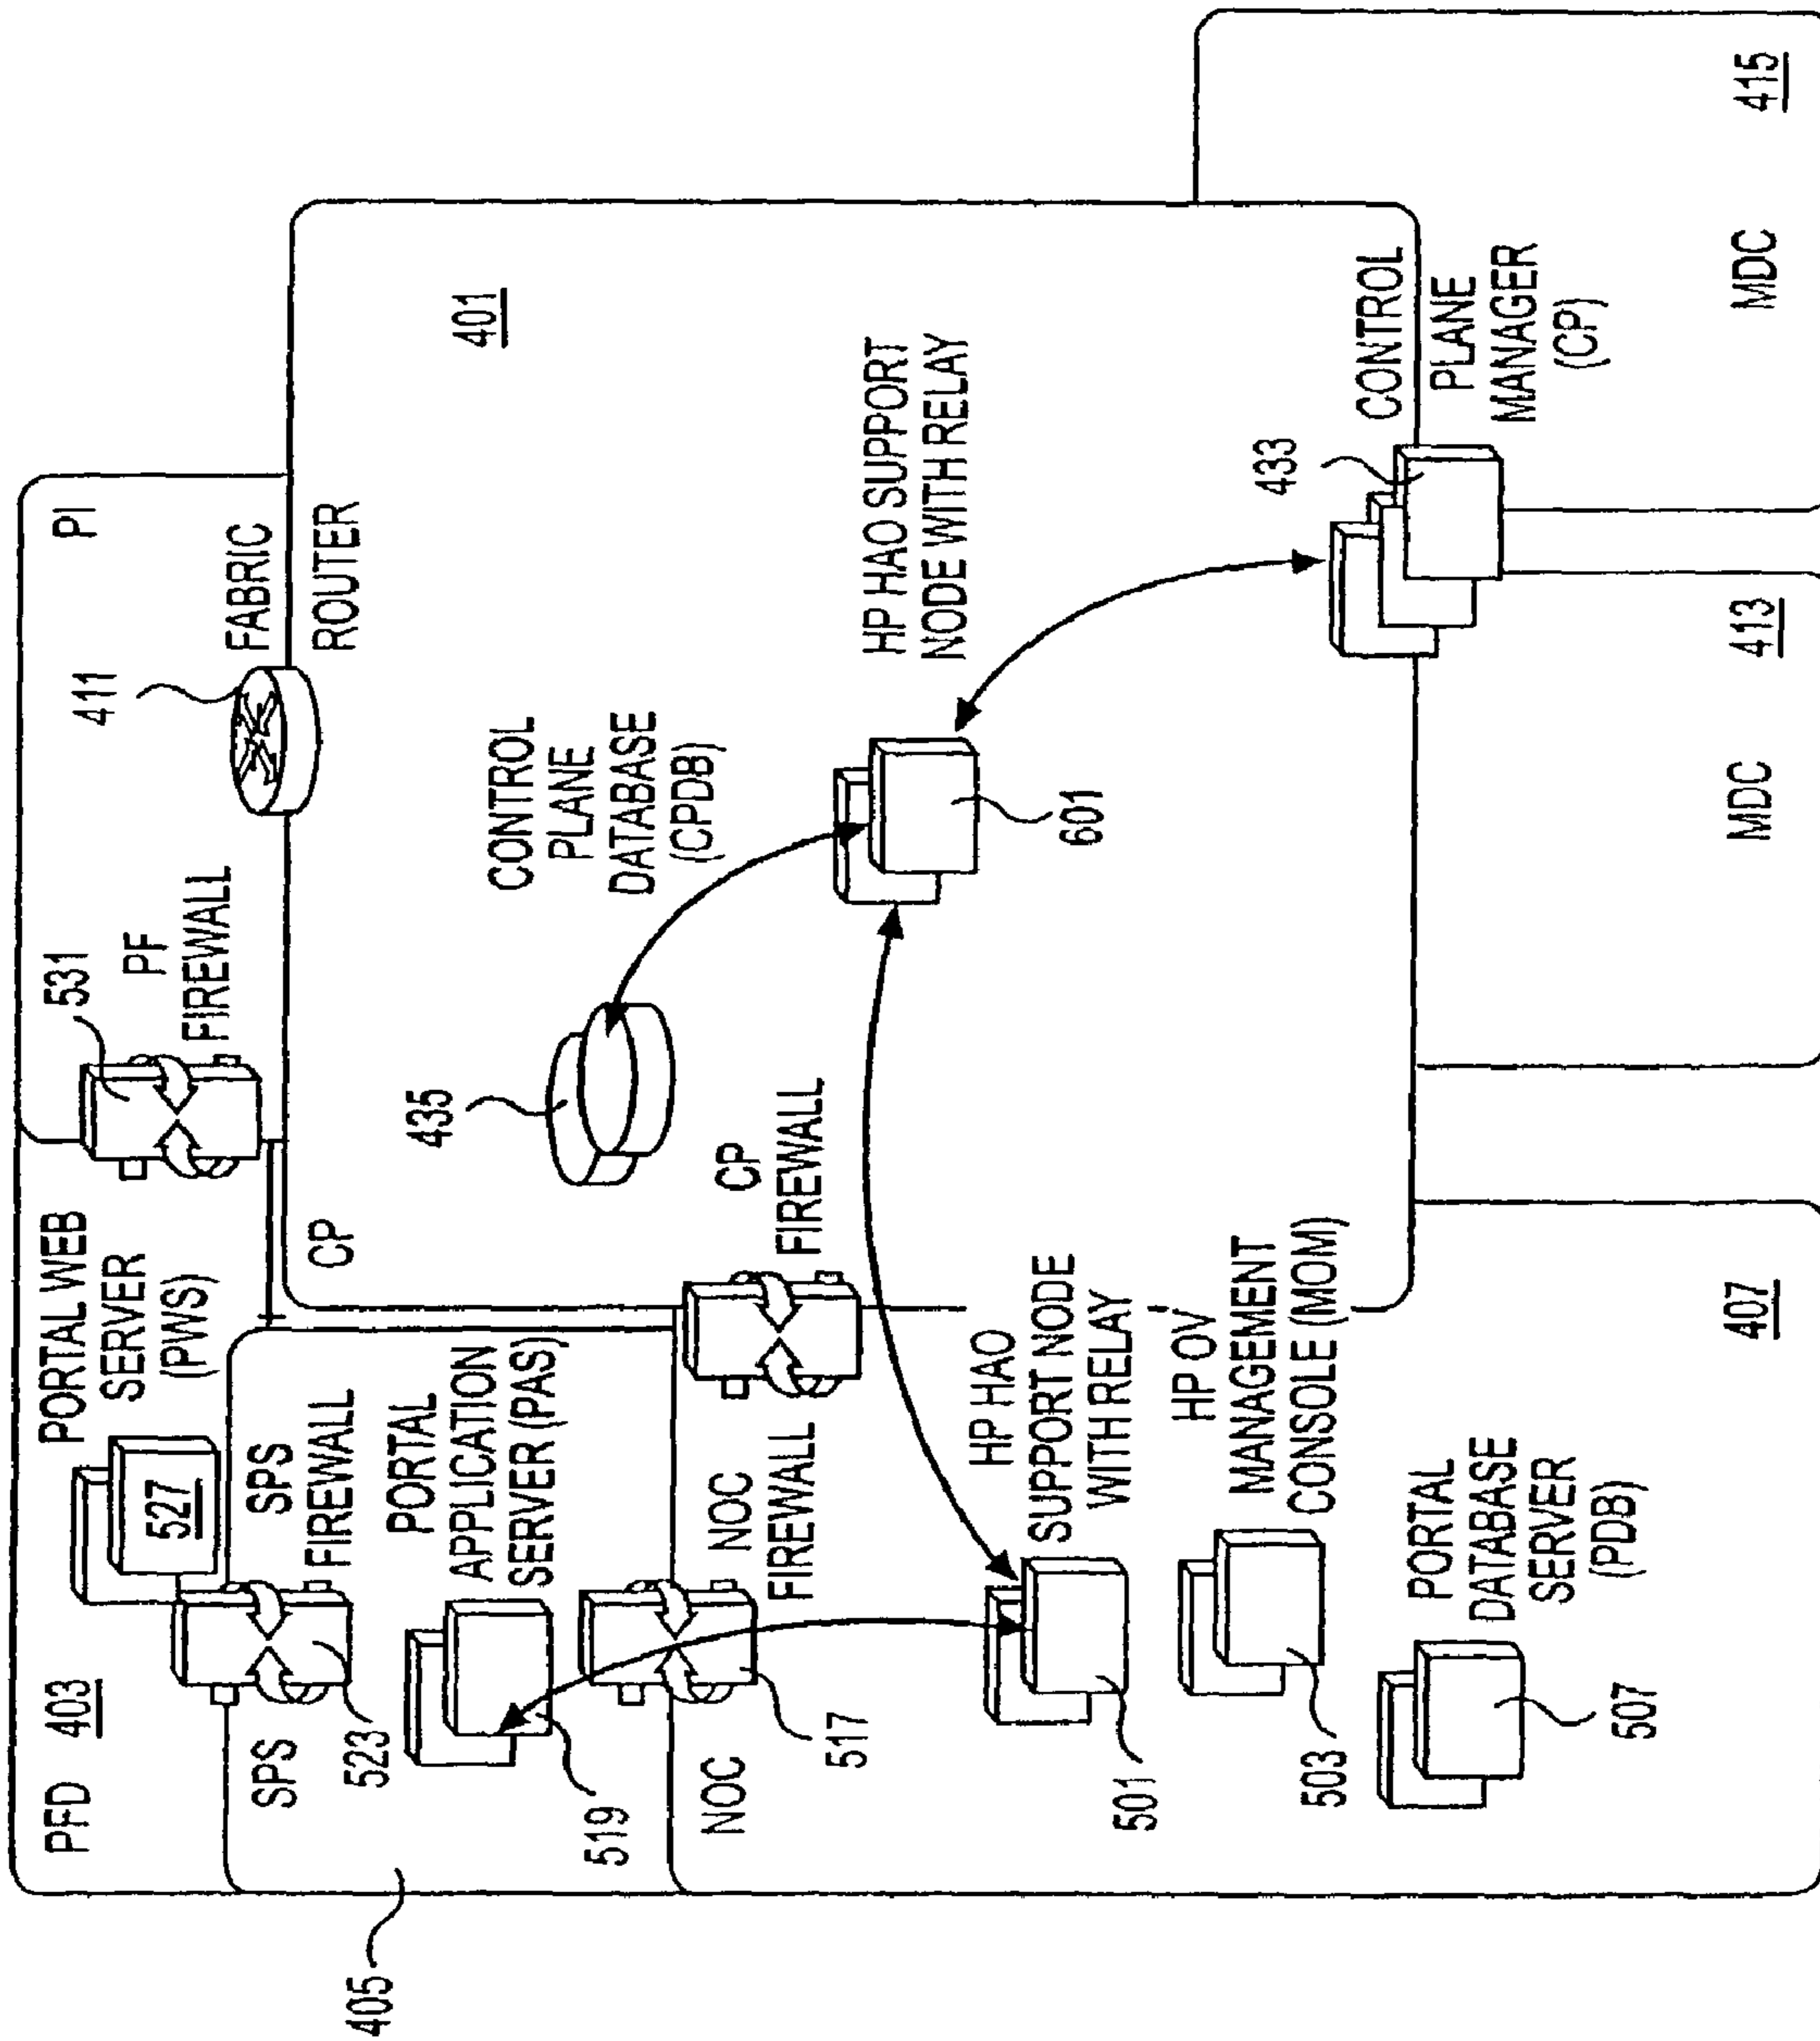 PFD
403
PORTAL WEB
SERVER
(PWS)
527
531
PF
FIREWALL
PI
411
FABRIC
ROUTER
SPS
523
SPS
FIREWALL
405
519
PORTAL
APPLICATION
SERVER (PAS)
CP
401
CONTROL
PLANE
DATABASE
(CPDB)
435
CP
FIREWALL
NOC
517
NOC
FIREWALL
HP HAO SUPPORT
NODE WITH RELAY
601
501
HP HAO
SUPPORT NODE
WITH RELAY
503
HP OV
MANAGEMENT
CONSOLE (MOM)
507
PORTAL
DATABASE
SERVER
(PDB)
407
433
CONTROL
PLANE
MANAGER
(CP)
MDC
413
MDC
415